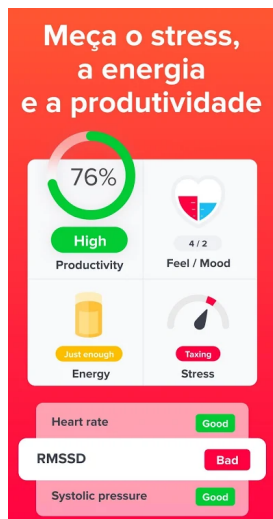 Meça o stress,
a energia
e a produtividade
76%
High
Productivity
4 / 2
Feel / Mood
Just enough
Energy
Taxing
Stress
Heart rate
Good
RMSSD
Bad
Systolic pressure
Good